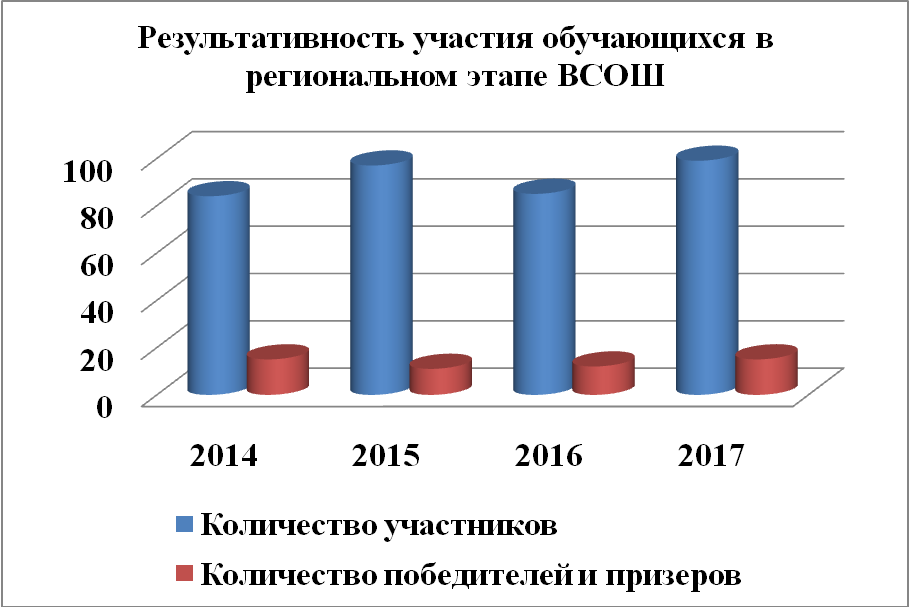 Результативность участия обучающихся в
региональном этапе ВСОШ
100
80
60
40
20
0
2014 2015 2016 2017
Количество участников
Количество победителей и призеров